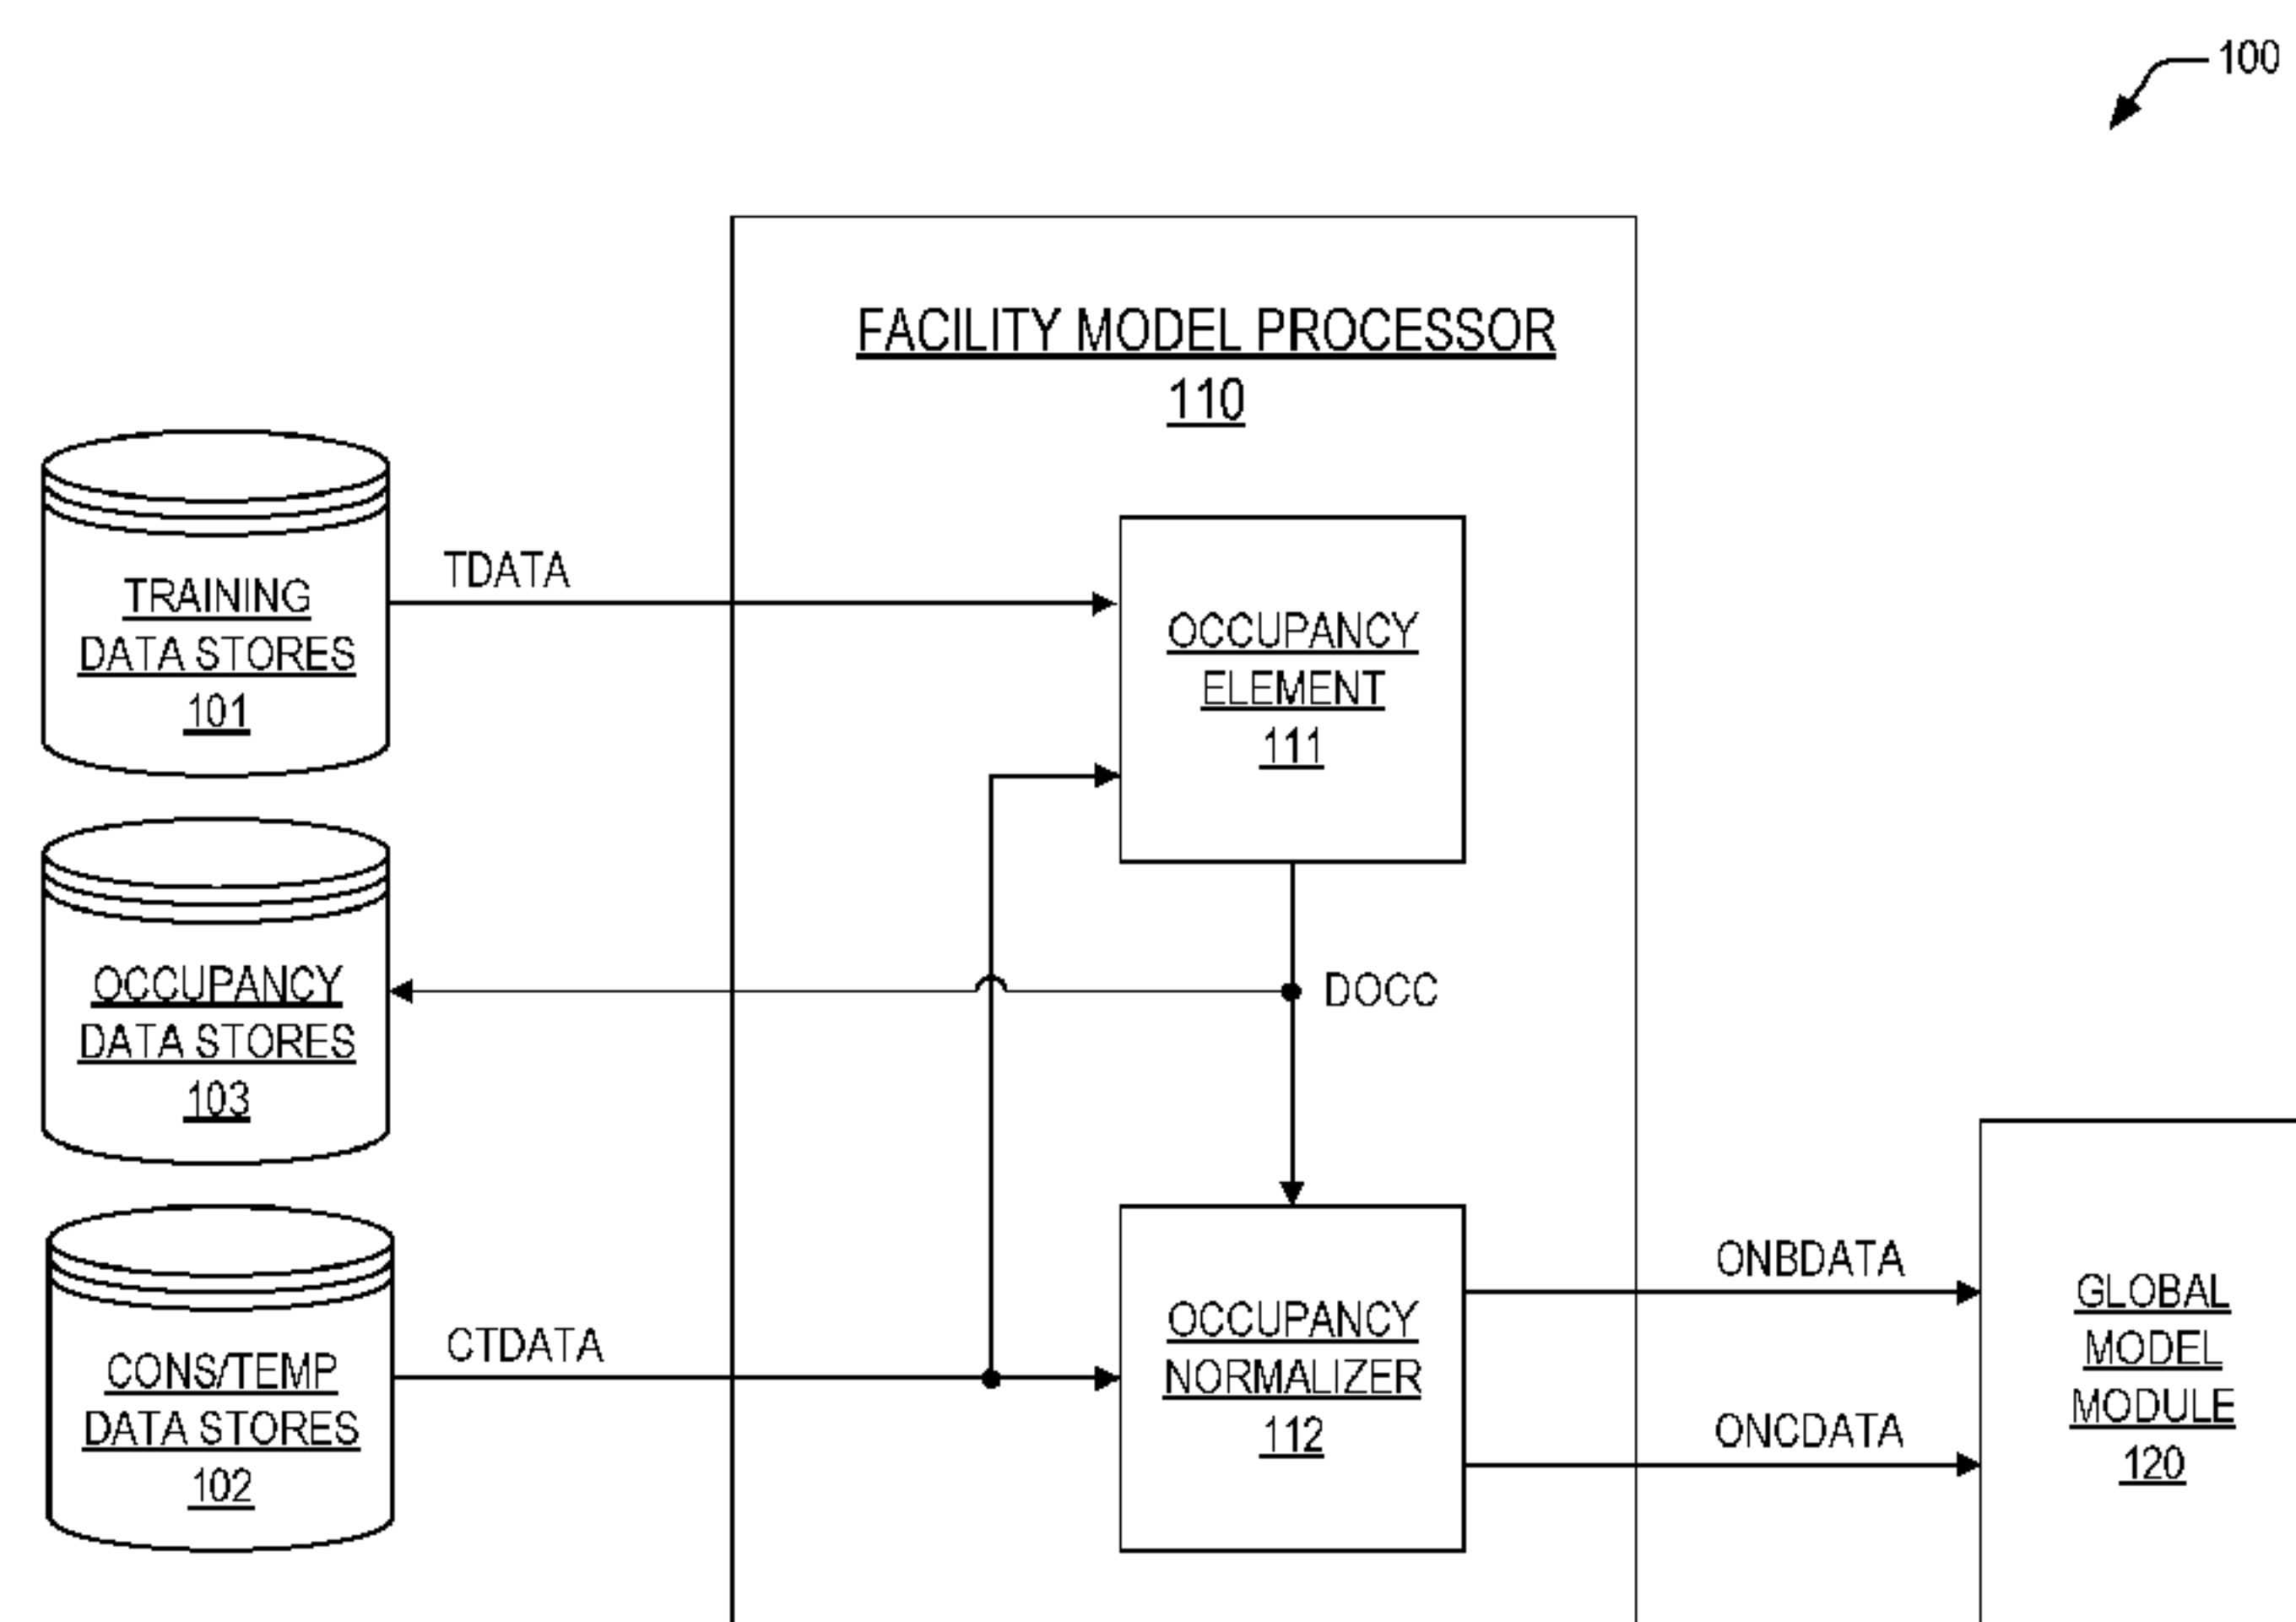 100
FACILITY MODEL PROCESSOR
110
TRAINING
DATA STORES
101
TDATA
OCCUPANCY
ELEMENT
111
OCCUPANCY
DATA STORES
103
DOCC
CONS/TEMP
DATA STORES
102
CTDATA
OCCUPANCY
NORMALIZER
112
ONBDATA
ONCDATA
GLOBAL
MODEL
MODULE
120